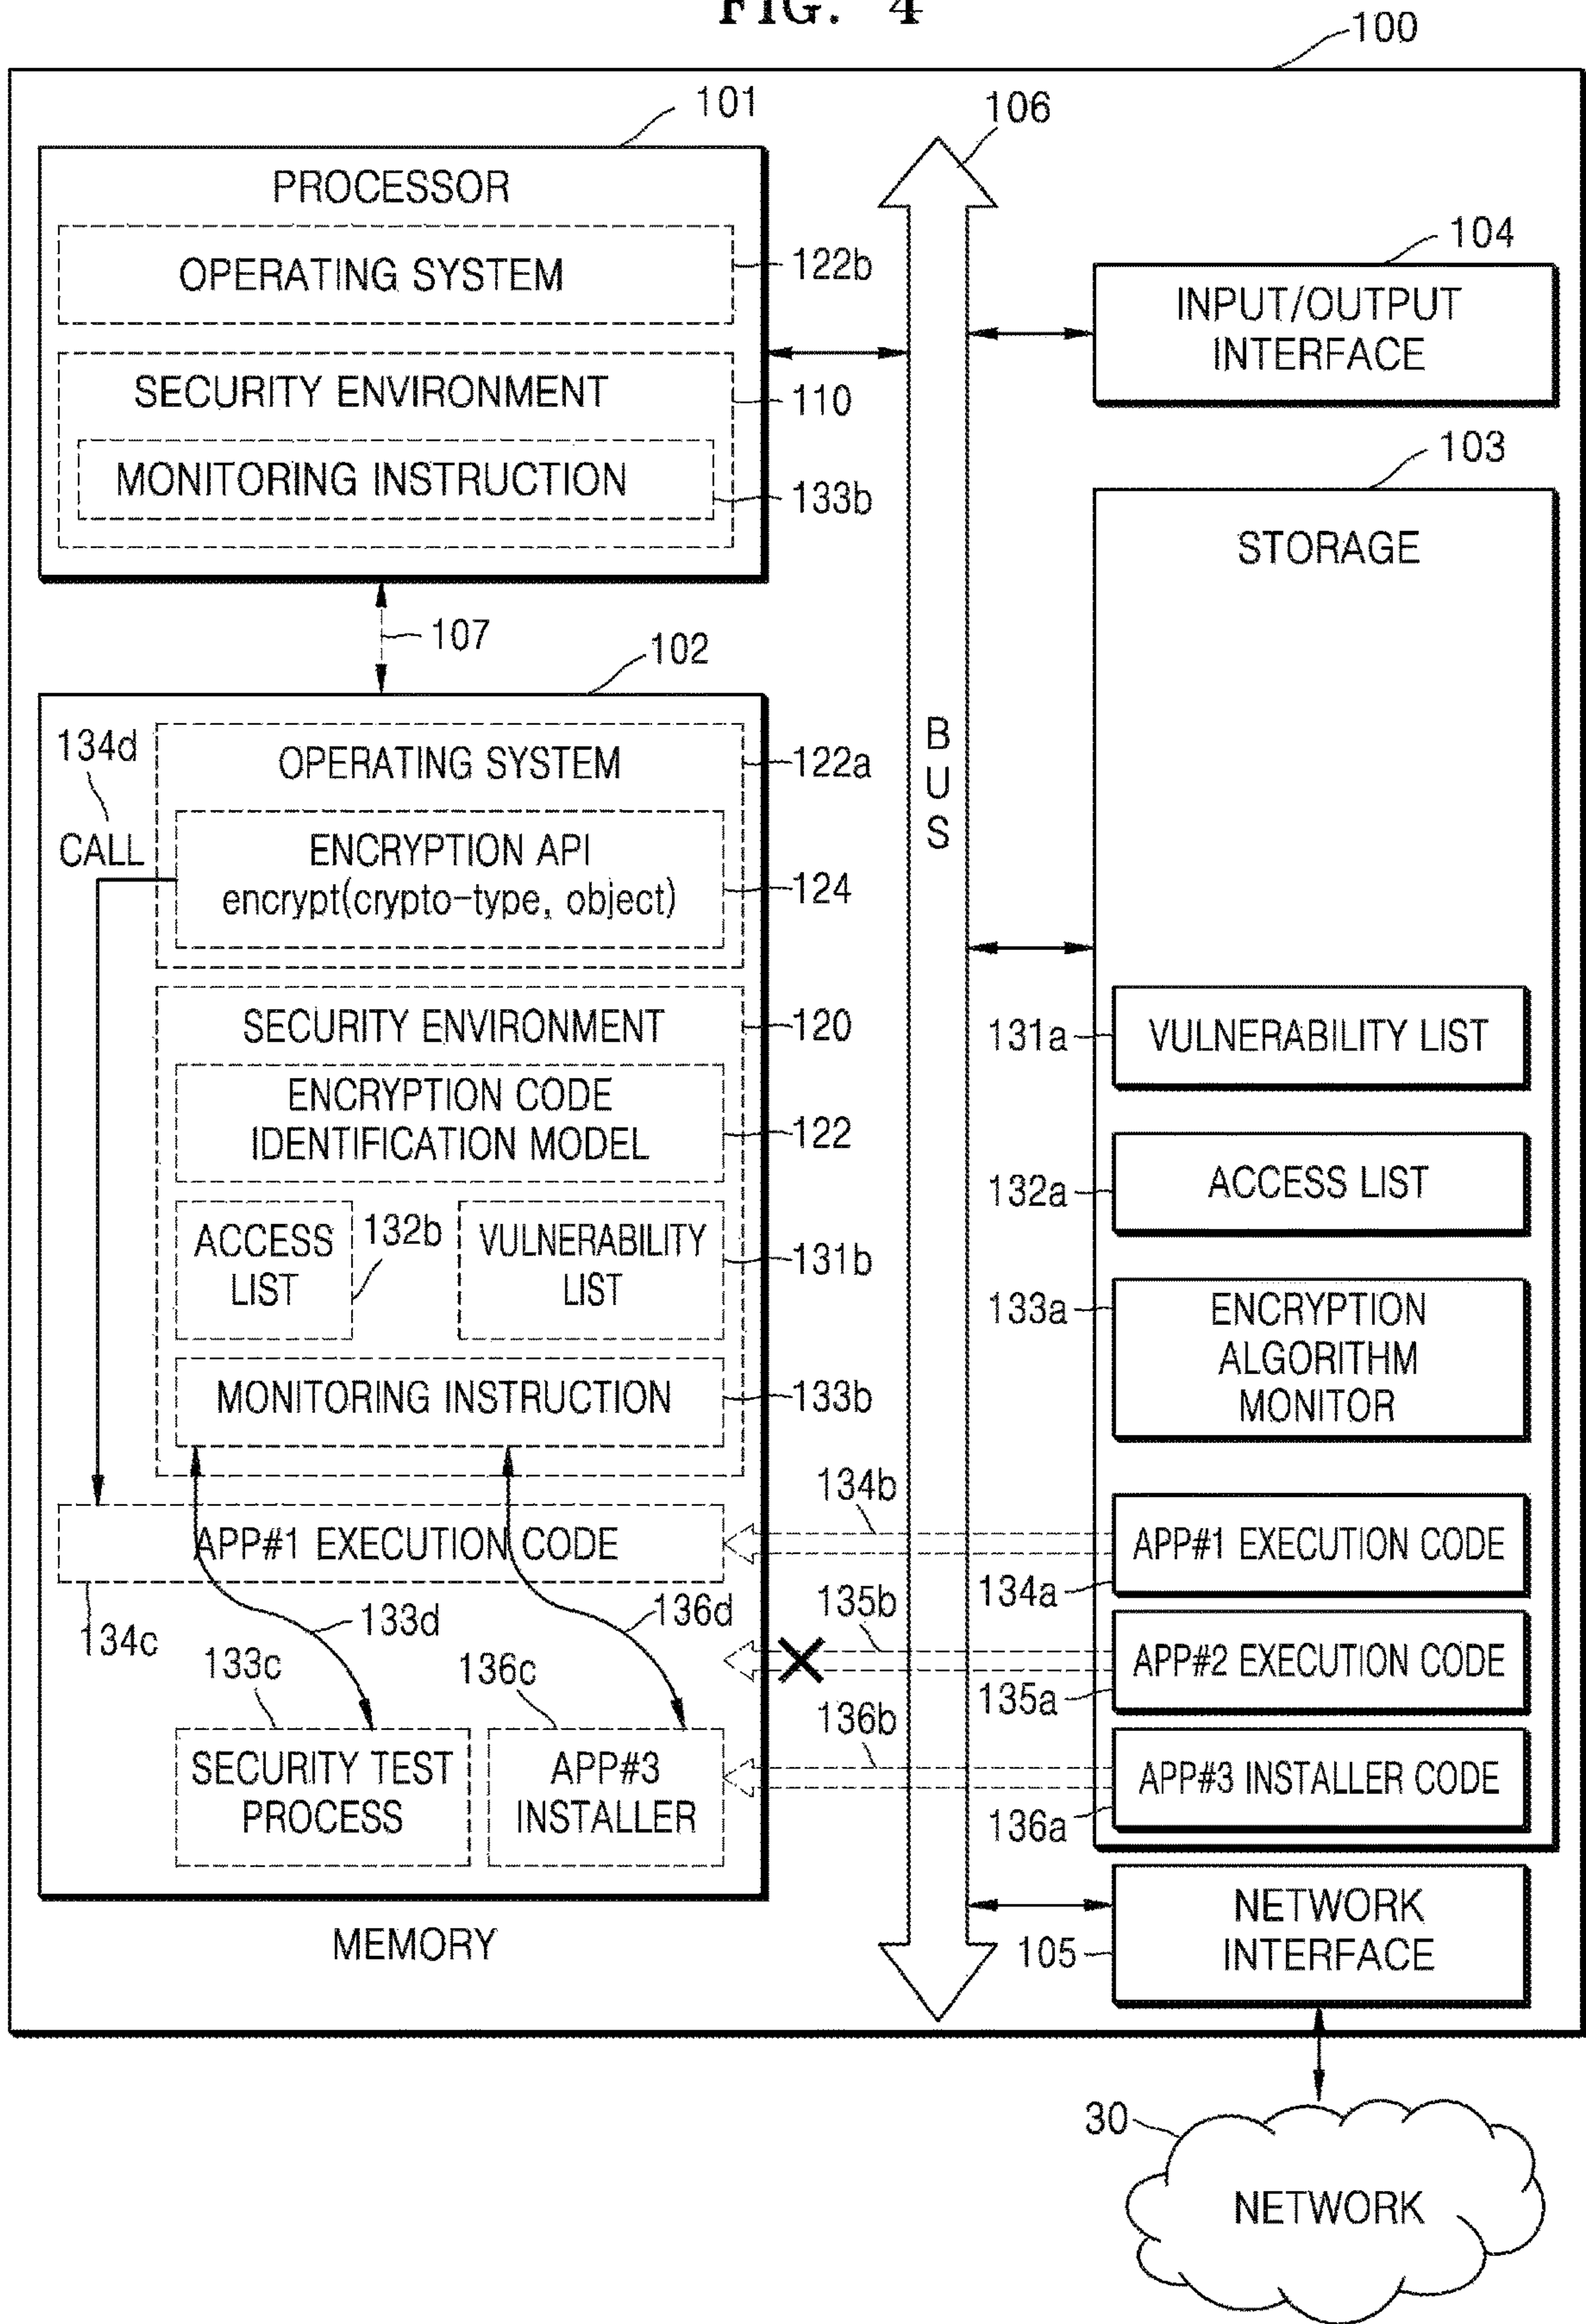 FIG. 4
100
101
PROCESSOR
OPERATING SYSTEM
122b
SECURITY ENVIRONMENT
110
MONITORING INSTRUCTION
133b
107
106
BUS
104
INPUT/OUTPUT
INTERFACE
103
STORAGE
131a
VULNERABILITY LIST
132a
ACCESS LIST
133a
ENCRYPTION
ALGORITHM
MONITOR
APP#1 EXECUTION CODE
134a
APP#2 EXECUTION CODE
135a
APP#3 INSTALLER CODE
136a
134b
135b
136b
102
134d
CALL
OPERATING SYSTEM
122a
ENCRYPTION API
encrypt(crypto-type, object)
124
SECURITY ENVIRONMENT
120
ENCRYPTION CODE
IDENTIFICATION MODEL
122
ACCESS
LIST
132b
VULNERABILITY
LIST
131b
MONITORING INSTRUCTION
133b
APP#1 EXECUTION CODE
134c
133d
136d
133c
136c
SECURITY TEST
PROCESS
APP#3
INSTALLER
MEMORY
105
NETWORK
INTERFACE
30
NETWORK